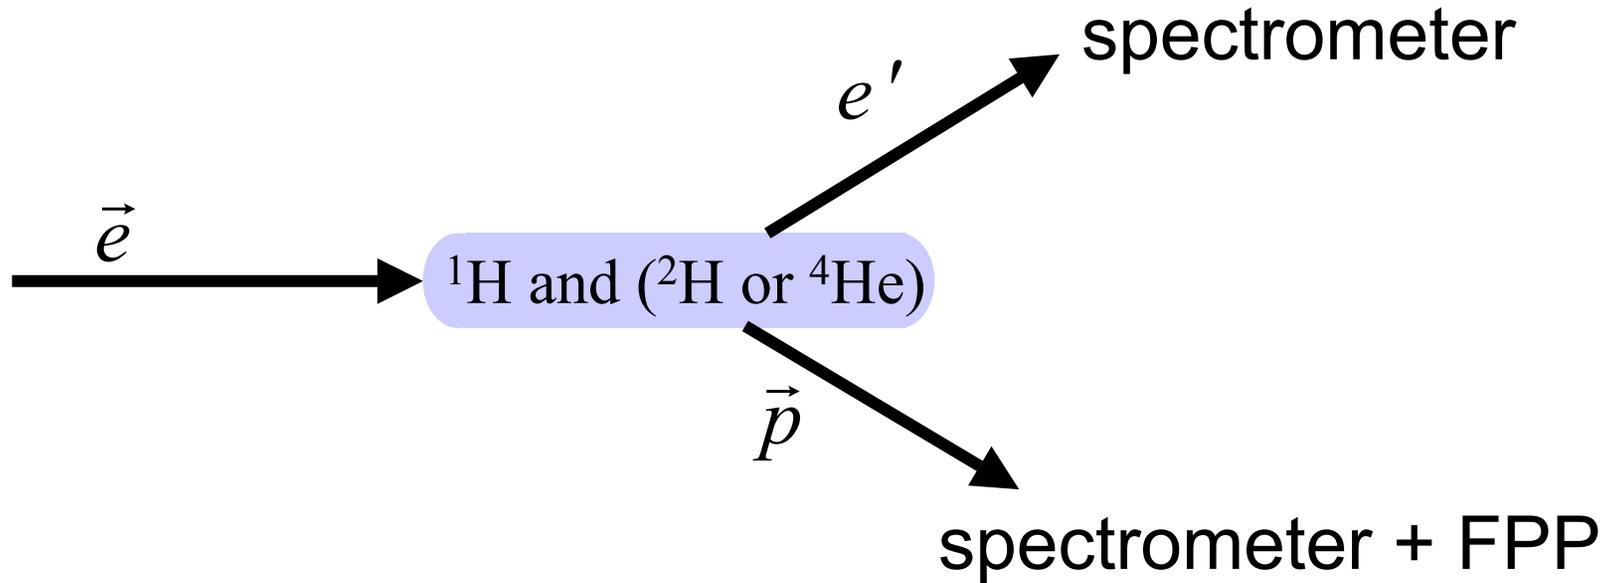 spectrometer
e′
e⃗
¹H and (²H or ⁴He)
p⃗
spectrometer + FPP